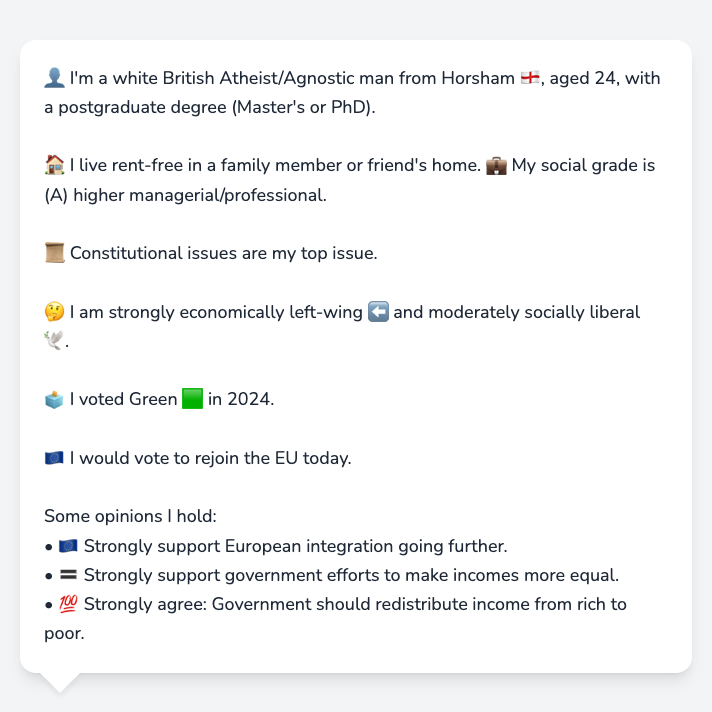 👤 I'm a white British Atheist/Agnostic man from Horsham 🏴󠁧󠁢󠁥󠁮󠁧󠁿, aged 24, with
a postgraduate degree (Master's or PhD).
🏠 I live rent-free in a family member or friend's home. 💼 My social grade is
(A) higher managerial/professional.
📜 Constitutional issues are my top issue.
🤔 I am strongly economically left-wing ⬅️ and moderately socially liberal
🕊️.
🗳️ I voted Green 🟩 in 2024.
🇪🇺 I would vote to rejoin the EU today.
Some opinions I hold:
• 🇪🇺 Strongly support European integration going further.
• 🟰 Strongly support government efforts to make incomes more equal.
• 💯 Strongly agree: Government should redistribute income from rich to
poor.